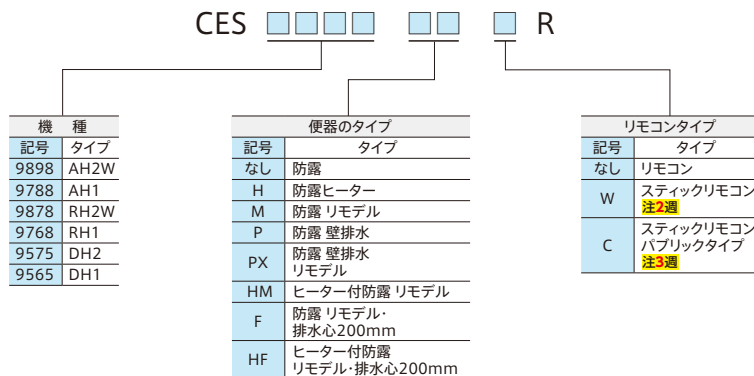 CES □□□□ □□ □ R
機 種
記号 タイプ
9898 AH2W
9788 AH1
9878 RH2W
9768 RH1
9575 DH2
9565 DH1
便器のタイプ
記号 タイプ
なし 防露
H 防露ヒーター
M 防露 リモデル
P 防露 壁排水
PX 防露 壁排水
リモデル
HM ヒーター付防露 リモデル
F 防露 リモデル・
排水心200mm
HF ヒーター付防露
リモデル・排水心200mm
リモコンタイプ
記号 タイプ
なし リモコン
W スティックリモコン
注2週
C スティックリモコン
パブリックタイプ
注3週